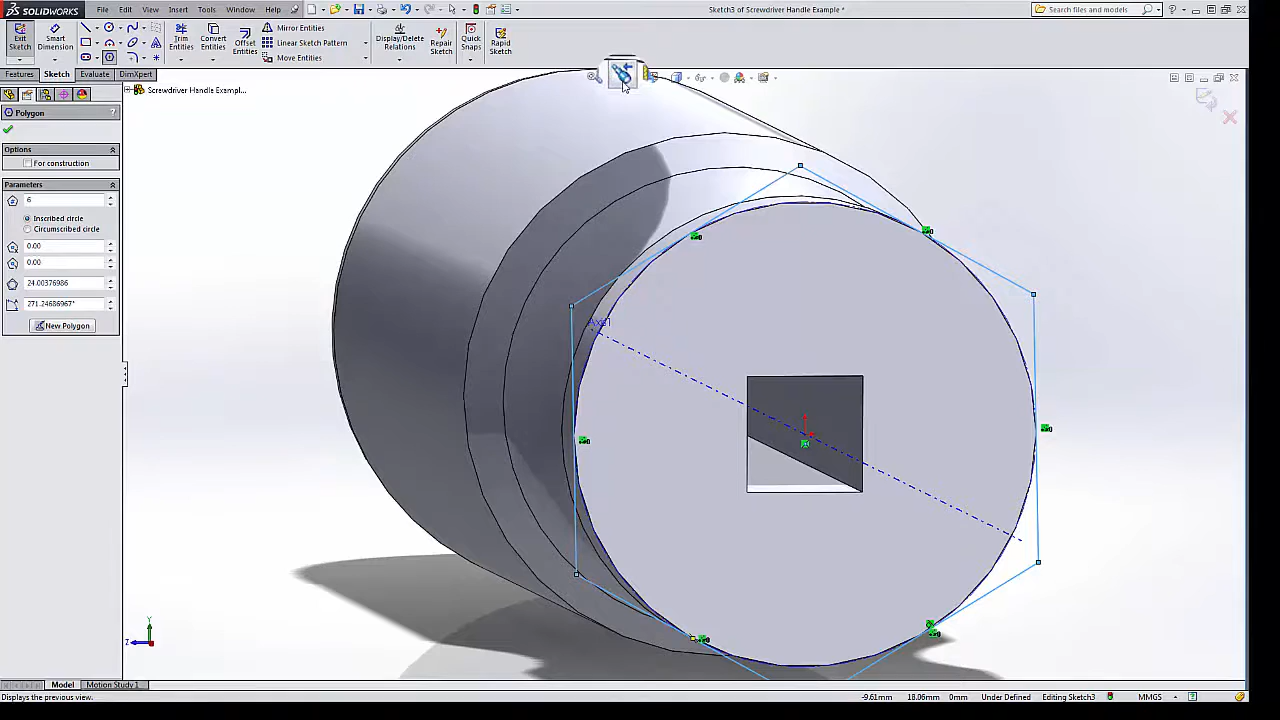 SOLIDWORKS File Edit View Insert Tools Window Help Sketch3 of Screwdriver Handle Example * Search files and models
Exit Sketch Smart Dimension Trim Entities Convert Entities Offset Entities Mirror Entities Linear Sketch Pattern Move Entities Display/Delete Relations Repair Sketch Quick Snaps Rapid Sketch
Features Sketch Evaluate DimXpert
Screwdriver Handle Exampl...
Polygon ?
Options
For construction
Parameters
6
Inscribed circle
Circumscribed circle
0.00
0.00
24.00376986
271.24686967°
New Polygon
Axis1
Y
Z
Model Motion Study 1
Displays the previous view. -9.61mm 18.06mm 0mm Under Defined Editing Sketch3 MMGS